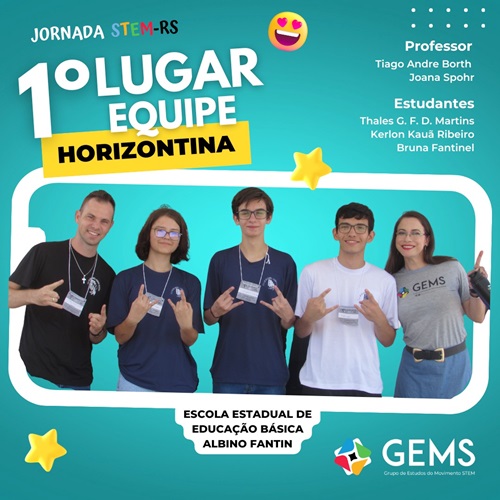 JORNADA STEM-RS
1º LUGAR
EQUIPE
HORIZONTINA
Professor
Tiago Andre Borth
Joana Spohr
Estudantes
Thales G. F. D. Martins
Kerlon Kauã Ribeiro
Bruna Fantinel
GEMS
ESCOLA ESTADUAL DE
EDUCAÇÃO BÁSICA
ALBINO FANTIN
GEMS
Grupo de Estudos do Movimento STEM